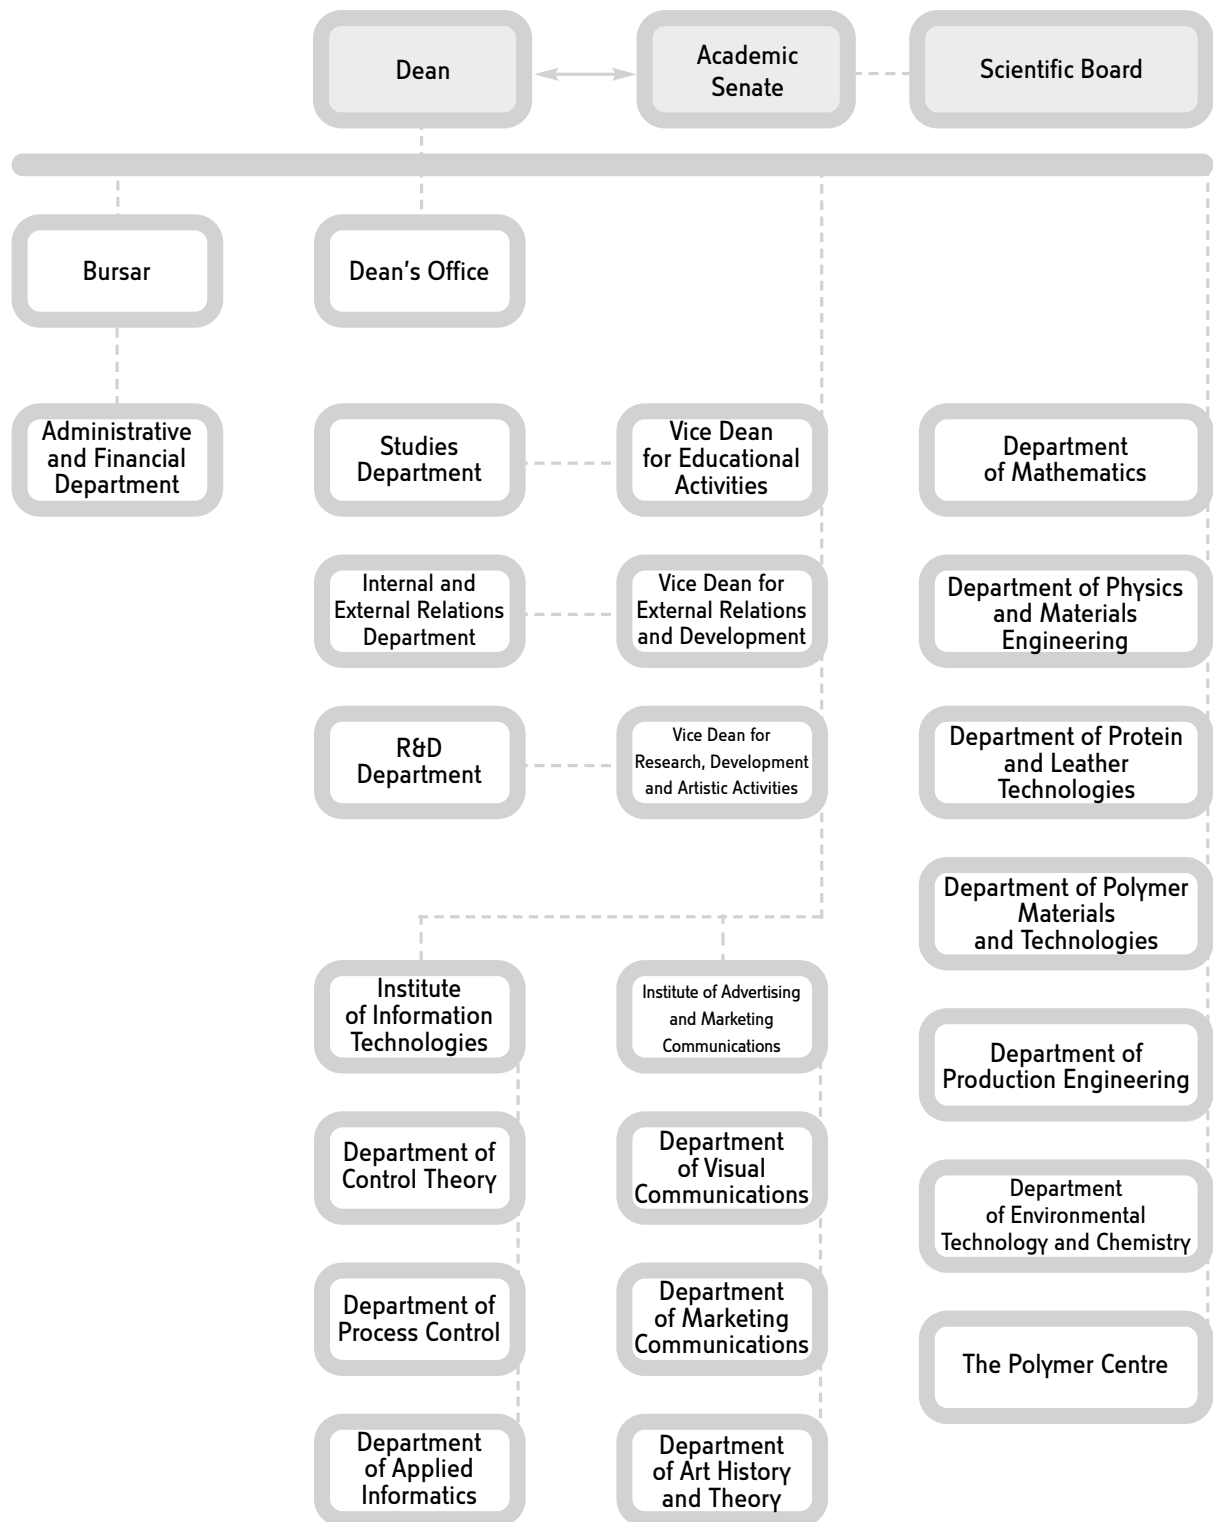 Dean
Academic
Senate
Scientific Board
Bursar
Dean's Office
Administrative
and Financial
Department
Studies
Department
Vice Dean
for Educational
Activities
Department
of Mathematics
Internal and
External Relations
Department
Vice Dean for
External Relations
and Development
Department of Physics
and Materials
Engineering
R&D
Department
Vice Dean for
Research, Development
and Artistic Activities
Department of Protein
and Leather
Technologies
Department of Polymer
Materials
and Technologies
Institute
of Information
Technologies
Institute of Advertising
and Marketing
Communications
Department of
Production Engineering
Department of
Control Theory
Department
of Visual
Communications
Department
of Environmental
Technology and Chemistry
Department of
Process Control
Department
of Marketing
Communications
The Polymer Centre
Department
of Applied
Informatics
Department
of Art History
and Theory